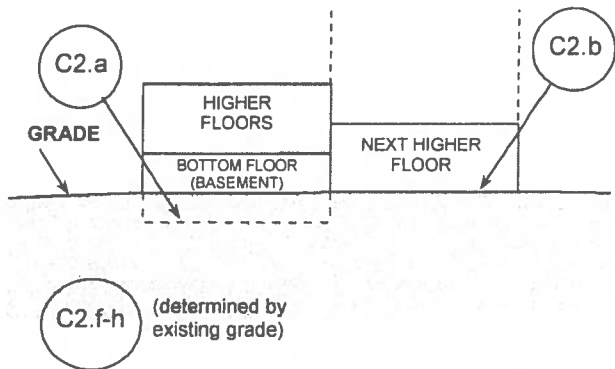 C2.a
C2.b
HIGHER
FLOORS
GRADE
NEXT HIGHER
FLOOR
BOTTOM FLOOR
(BASEMENT)
C2.f-h
(determined by
existing grade)